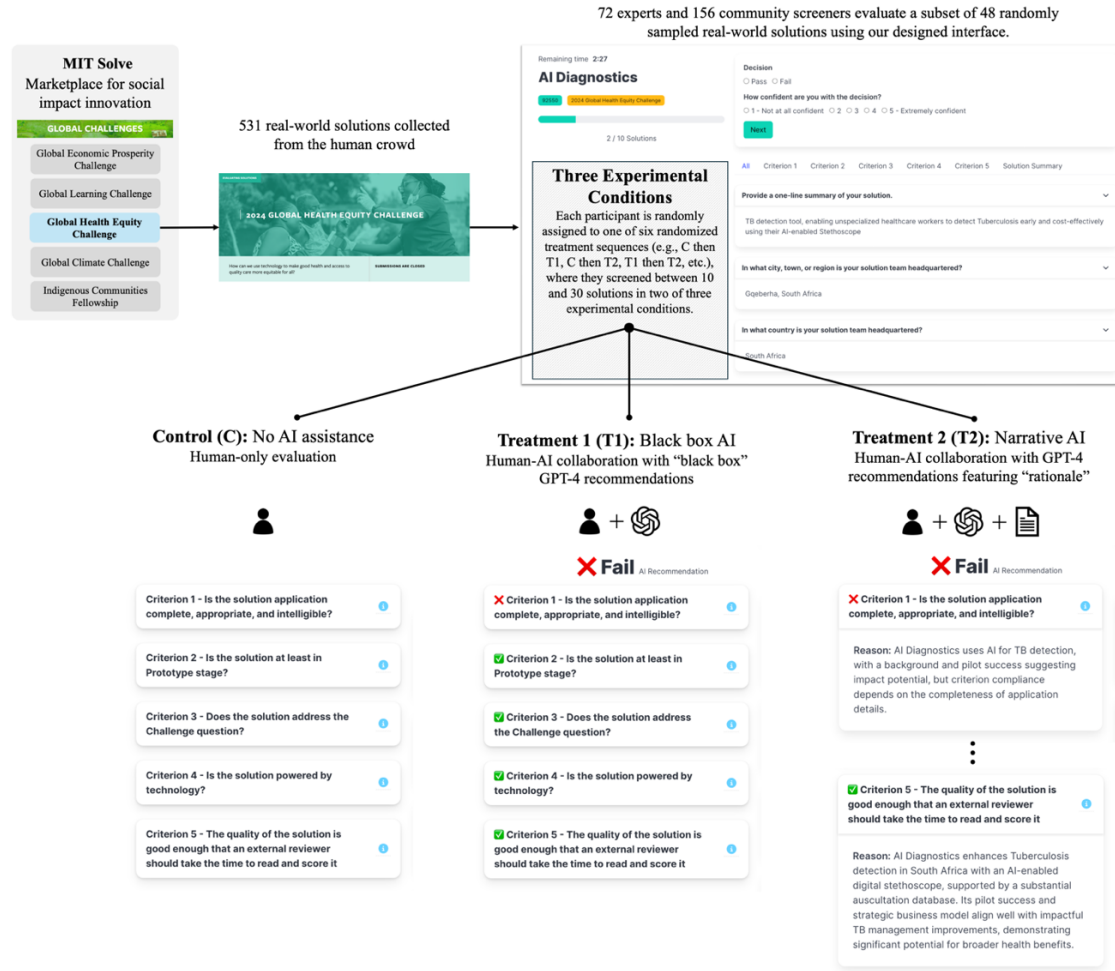 72 experts and 156 community screeners evaluate a subset of 48 randomly
sampled real-world solutions using our designed interface.
MIT Solve
Marketplace for social
impact innovation
GLOBAL CHALLENGES
Global Economic Prosperity
Challenge
Global Learning Challenge
Global Health Equity
Challenge
Global Climate Challenge
Indigenous Communities
Fellowship
531 real-world solutions collected
from the human crowd
2024 GLOBAL HEALTH EQUITY CHALLENGE
How can we use technology to make good health and access to
quality care more equitable for all?
SUBMISSIONS ARE CLOSED
Remaining time 2:27
AI Diagnostics
2024 Global Health Equity Challenge
2 / 10 Solutions
Decision
Pass Fail
How confident are you with the decision?
1 - Not at all confident 2 3 4 5 - Extremely confident
Next
All Criterion 1 Criterion 2 Criterion 3 Criterion 4 Criterion 5 Solution Summary
Provide a one-line summary of your solution.
TB detection tool, enabling unspecialized healthcare workers to detect Tuberculosis early and cost-effectively
using their AI-enabled Stethoscope
In what city, town, or region is your solution team headquartered?
Gqeberha, South Africa
In what country is your solution team headquartered?
South Africa
Three Experimental
Conditions
Each participant is randomly
assigned to one of six randomized
treatment sequences (e.g., C then
T1, C then T2, T1 then T2, etc.),
where they screened between 10
and 30 solutions in two of three
experimental conditions.
Control (C): No AI assistance
Human-only evaluation
Criterion 1 - Is the solution application
complete, appropriate, and intelligible?
Criterion 2 - Is the solution at least in
Prototype stage?
Criterion 3 - Does the solution address the
Challenge question?
Criterion 4 - Is the solution powered by
technology?
Criterion 5 - The quality of the solution is
good enough that an external reviewer
should take the time to read and score it
Treatment 1 (T1): Black box AI
Human-AI collaboration with “black box”
GPT-4 recommendations
+
Fail AI Recommendation
Criterion 1 - Is the solution application
complete, appropriate, and intelligible?
Criterion 2 - Is the solution at least in
Prototype stage?
Criterion 3 - Does the solution address
the Challenge question?
Criterion 4 - Is the solution powered by
technology?
Criterion 5 - The quality of the solution is
good enough that an external reviewer
should take the time to read and score it
Treatment 2 (T2): Narrative AI
Human-AI collaboration with GPT-4
recommendations featuring “rationale”
+ +
Fail AI Recommendation
Criterion 1 - Is the solution application
complete, appropriate, and intelligible?
Reason: AI Diagnostics uses AI for TB detection,
with a background and pilot success suggesting
impact potential, but criterion compliance
depends on the completeness of application
details.
Criterion 5 - The quality of the solution is
good enough that an external reviewer
should take the time to read and score it
Reason: AI Diagnostics enhances Tuberculosis
detection in South Africa with an AI-enabled
digital stethoscope, supported by a substantial
auscultation database. Its pilot success and
strategic business model align well with impactful
TB management improvements, demonstrating
significant potential for broader health benefits.